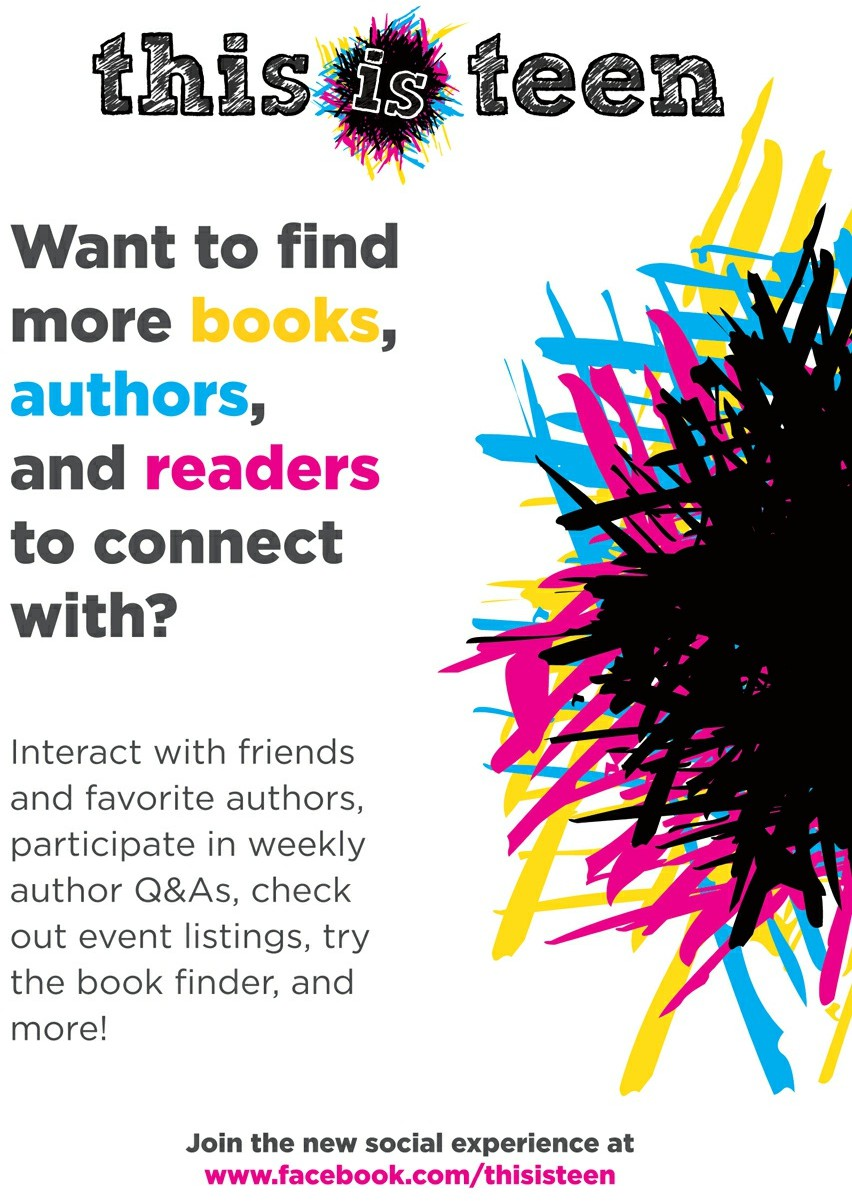 this is teen
Want to find
more books,
authors,
and readers
to connect
with?
Interact with friends
and favorite authors,
participate in weekly
author Q&As, check
out event listings, try
the book finder, and
more!
Join the new social experience at
www.facebook.com/thisisteen